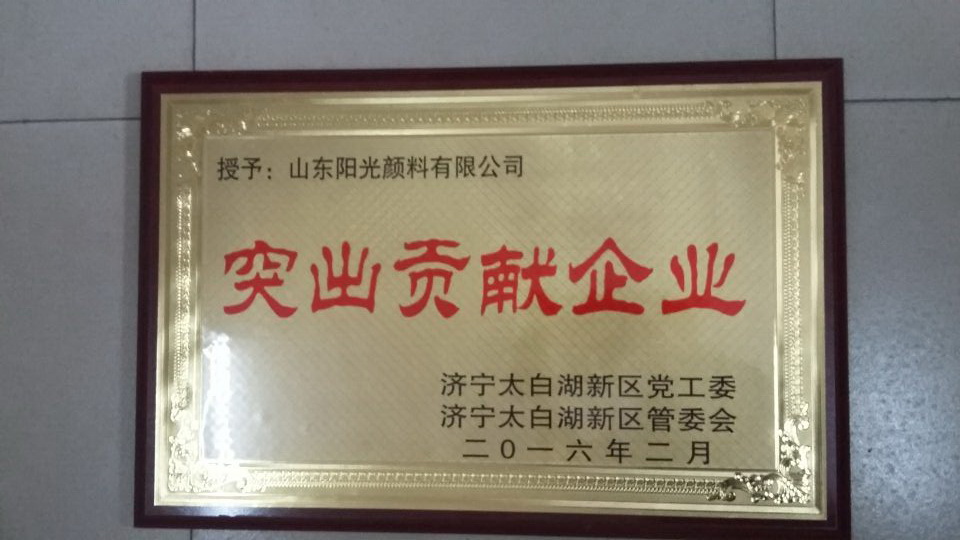 授予：山东阳光颜料有限公司
突出贡献企业
济宁太白湖新区党工委
济宁太白湖新区管委会
二0一六年二月